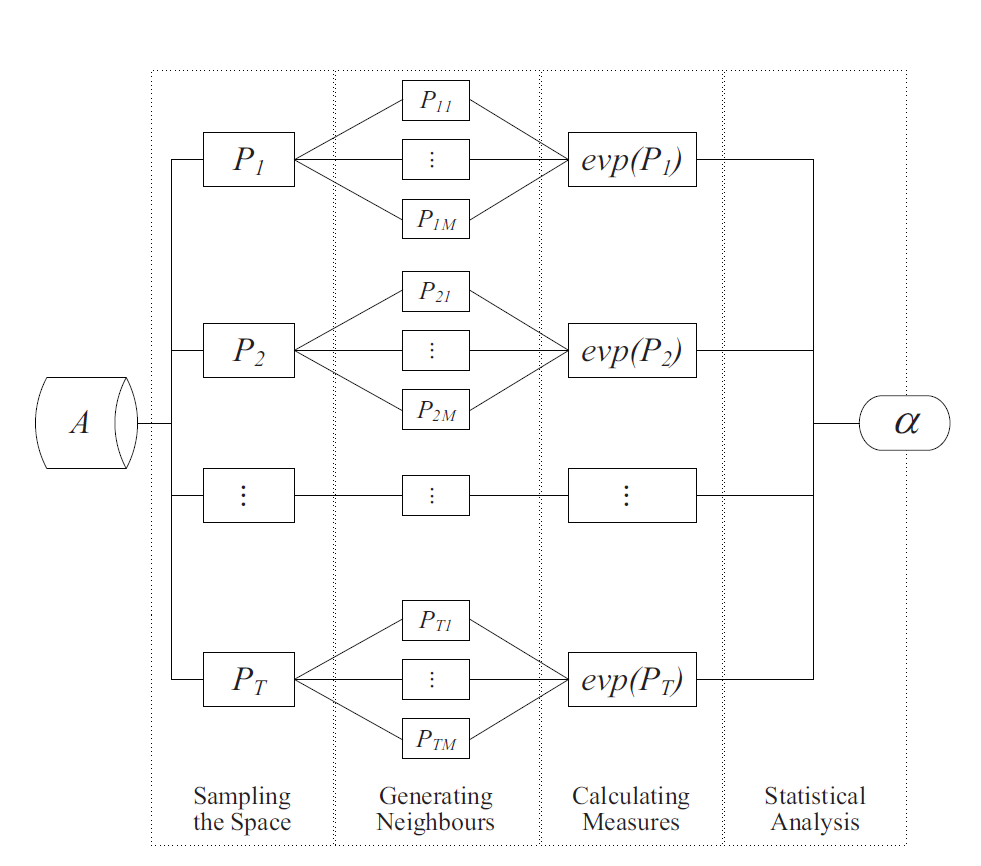 P11
P1
⋮
evp(P1)
P1M
P21
P2
⋮
evp(P2)
P2M
A
α
⋮
⋮
⋮
PT1
PT
⋮
evp(PT)
PTM
Sampling
the Space
Generating
Neighbours
Calculating
Measures
Statistical
Analysis